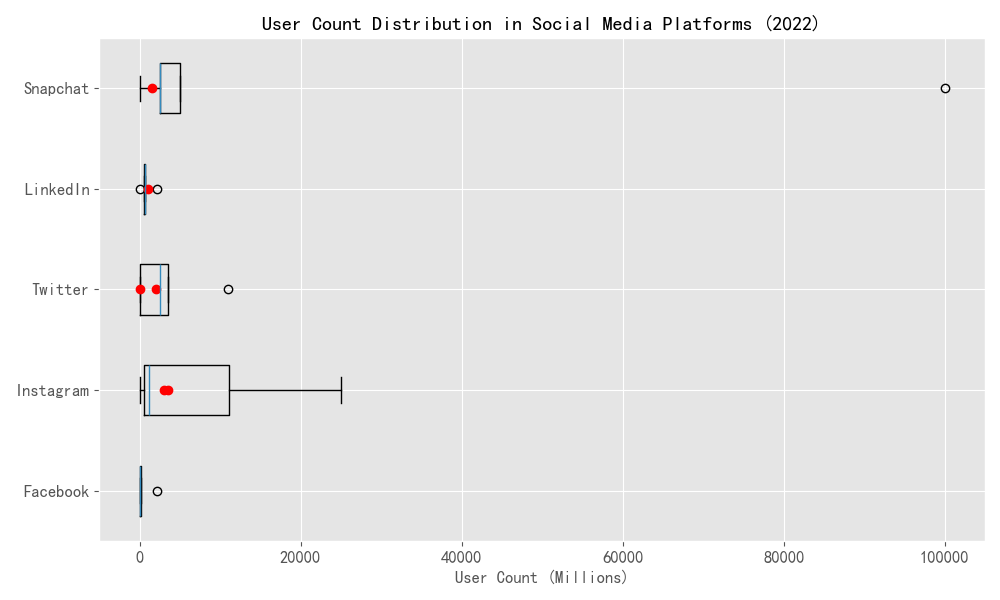 User Count Distribution in Social Media Platforms (2022)
Snapchat
LinkedIn
Twitter
Instagram
Facebook
0 20000 40000 60000 80000 100000
User Count (Millions)